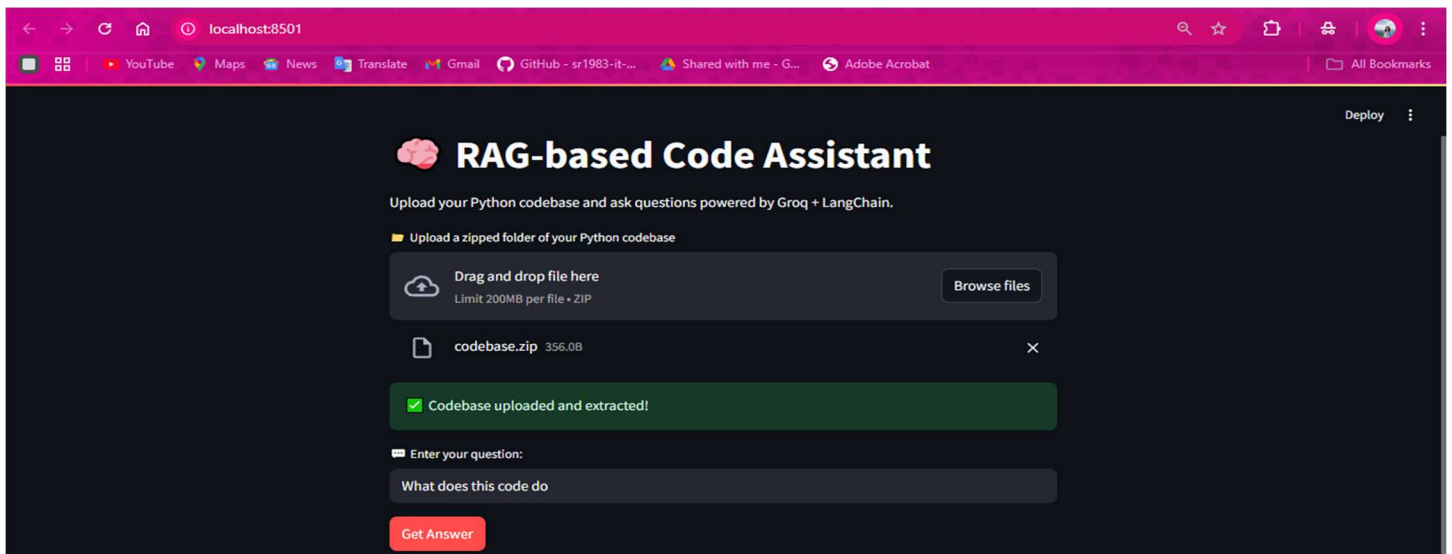 localhost:8501
YouTube Maps News Translate Gmail GitHub - sr1983-it-... Shared with me - G... Adobe Acrobat All Bookmarks
Deploy
RAG-based Code Assistant
Upload your Python codebase and ask questions powered by Groq + LangChain.
Upload a zipped folder of your Python codebase
Drag and drop file here
Limit 200MB per file • ZIP
Browse files
codebase.zip 356.0B
Codebase uploaded and extracted!
Enter your question:
What does this code do
Get Answer